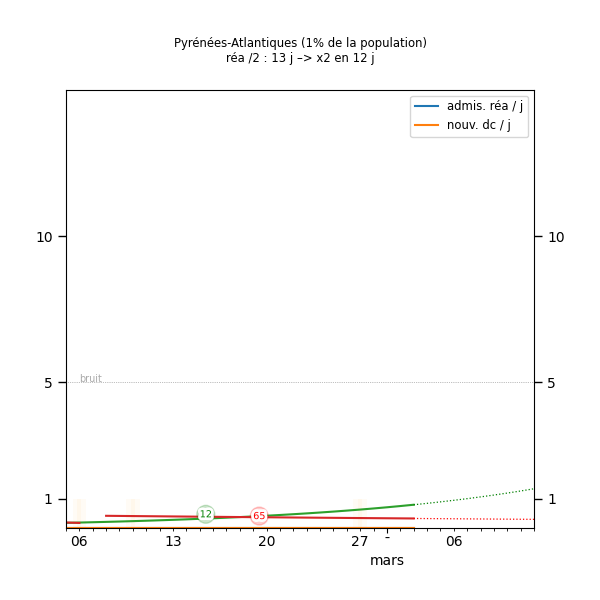 Pyrénées-Atlantiques (1% de la population)
réa /2 : 13 j –> x2 en 12 j
admis. réa / j
nouv. dc / j
10 10
bruit
5 5
12 65
1 1
06 13 20 27 - 06
mars